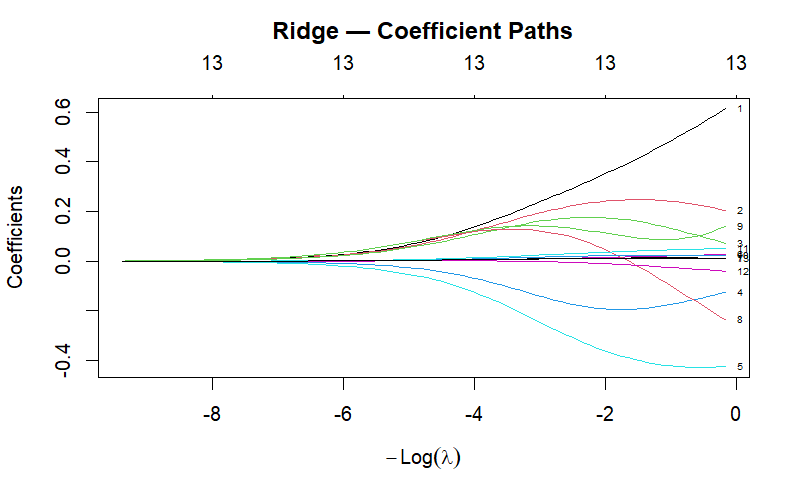 Ridge — Coefficient Paths
13 13 13 13 13
Coefficients
0.6
0.4
0.2
0.0
-0.4
1
2
9
3
11
12
4
8
5
-8 -6 -4 -2 0
−Log(λ)